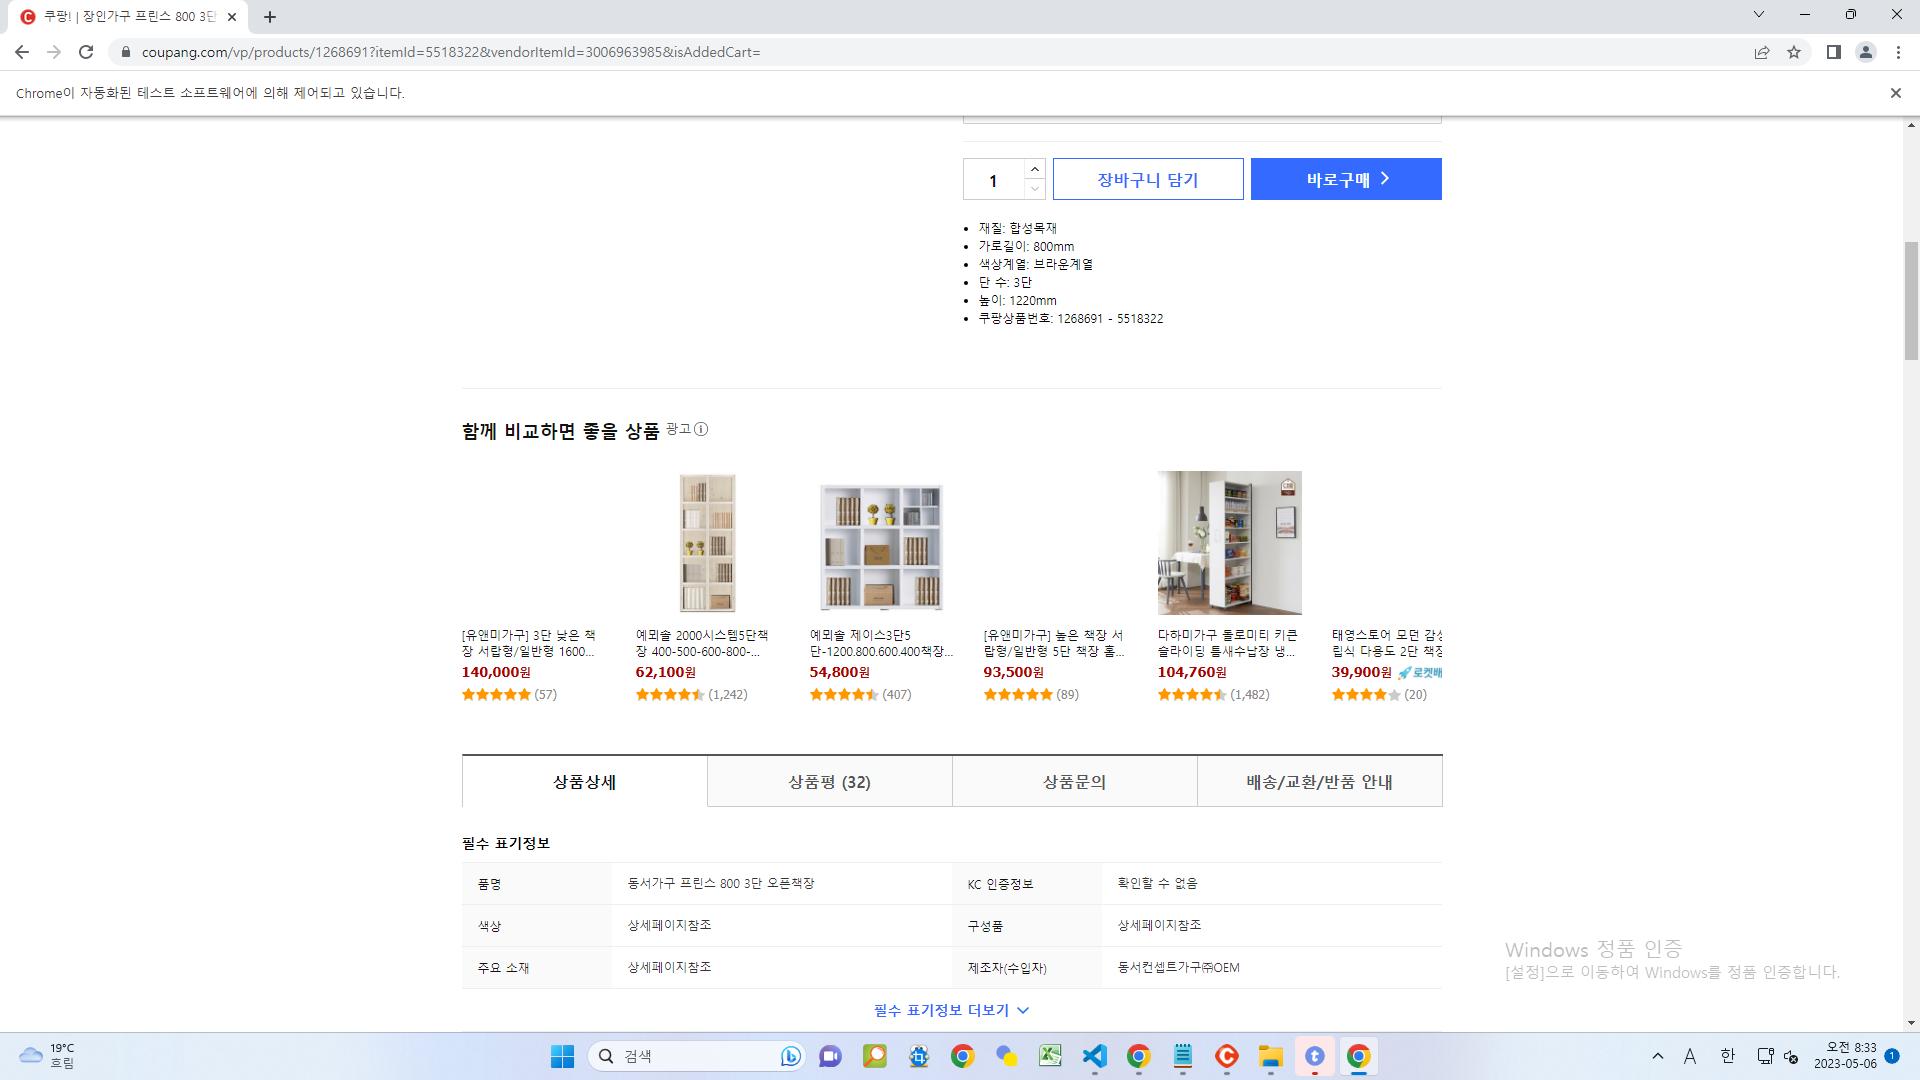 쿠팡! | 장인가구 프린스 800 3단
coupang.com/vp/products/1268691?itemId=5518322&vendorItemId=3006963985&isAddedCart=
Chrome이 자동화된 테스트 소프트웨어에 의해 제어되고 있습니다.
1
장바구니 담기
바로구매
재질: 합성목재
가로길이: 800mm
색상계열: 브라운계열
단 수: 3단
높이: 1220mm
쿠팡상품번호: 1268691 - 5518322
함께 비교하면 좋을 상품 광고
[유앤미가구] 3단 낮은 책
장 서랍형/일반형 1600...
140,000원
(57)
예뫼솔 2000시스템5단책
장 400-500-600-800-...
62,100원
(1,242)
예뫼솔 제이스3단5
단-1200.800.600.400책장...
54,800원
(407)
[유앤미가구] 높은 책장 서
랍형/일반형 5단 책장 홈...
93,500원
(89)
다하미가구 돌로미티 키큰
슬라이딩 틈새수납장 냉...
104,760원
(1,482)
태영스토어 모던 감성
립식 다용도 2단 책장
39,900원 로켓배
(20)
상품상세
상품평 (32)
상품문의
배송/교환/반품 안내
필수 표기정보
품명 동서가구 프린스 800 3단 오픈책장 KC 인증정보 확인할 수 없음
색상 상세페이지참조 구성품 상세페이지참조
주요 소재 상세페이지참조 제조자(수입자) 동서컨셉트가구㈜OEM
필수 표기정보 더보기
Windows 정품 인증
[설정]으로 이동하여 Windows를 정품 인증합니다.
19°C
흐림
검색
A
한
오전 8:33
2023-05-06
1